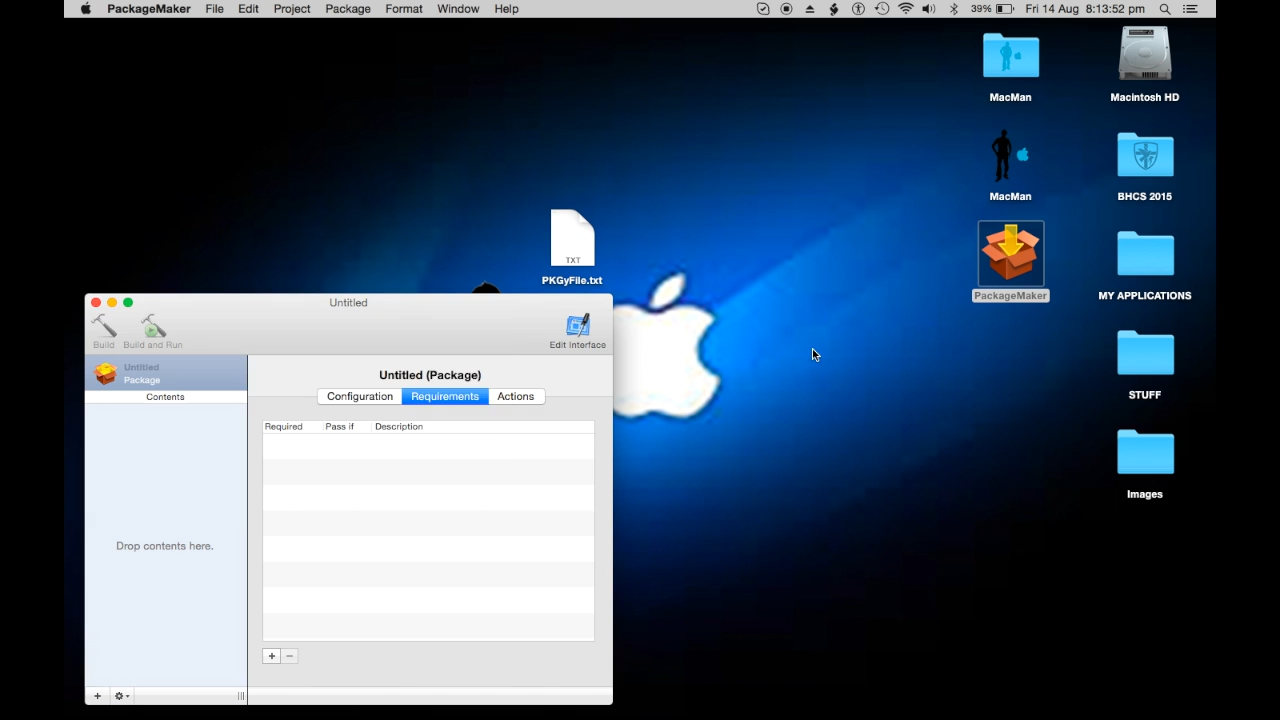 PackageMaker File Edit Project Package Format Window Help 39% Fri 14 Aug 8:13:52 pm
MacMan Macintosh HD
MacMan BHCS 2015
TXT
PKGyFile.txt
PackageMaker MY APPLICATIONS
STUFF
Images
Untitled
Build Build and Run Edit Interface
Untitled
Package
Contents
Drop contents here.
Untitled (Package)
Configuration Requirements Actions
Required Pass if Description